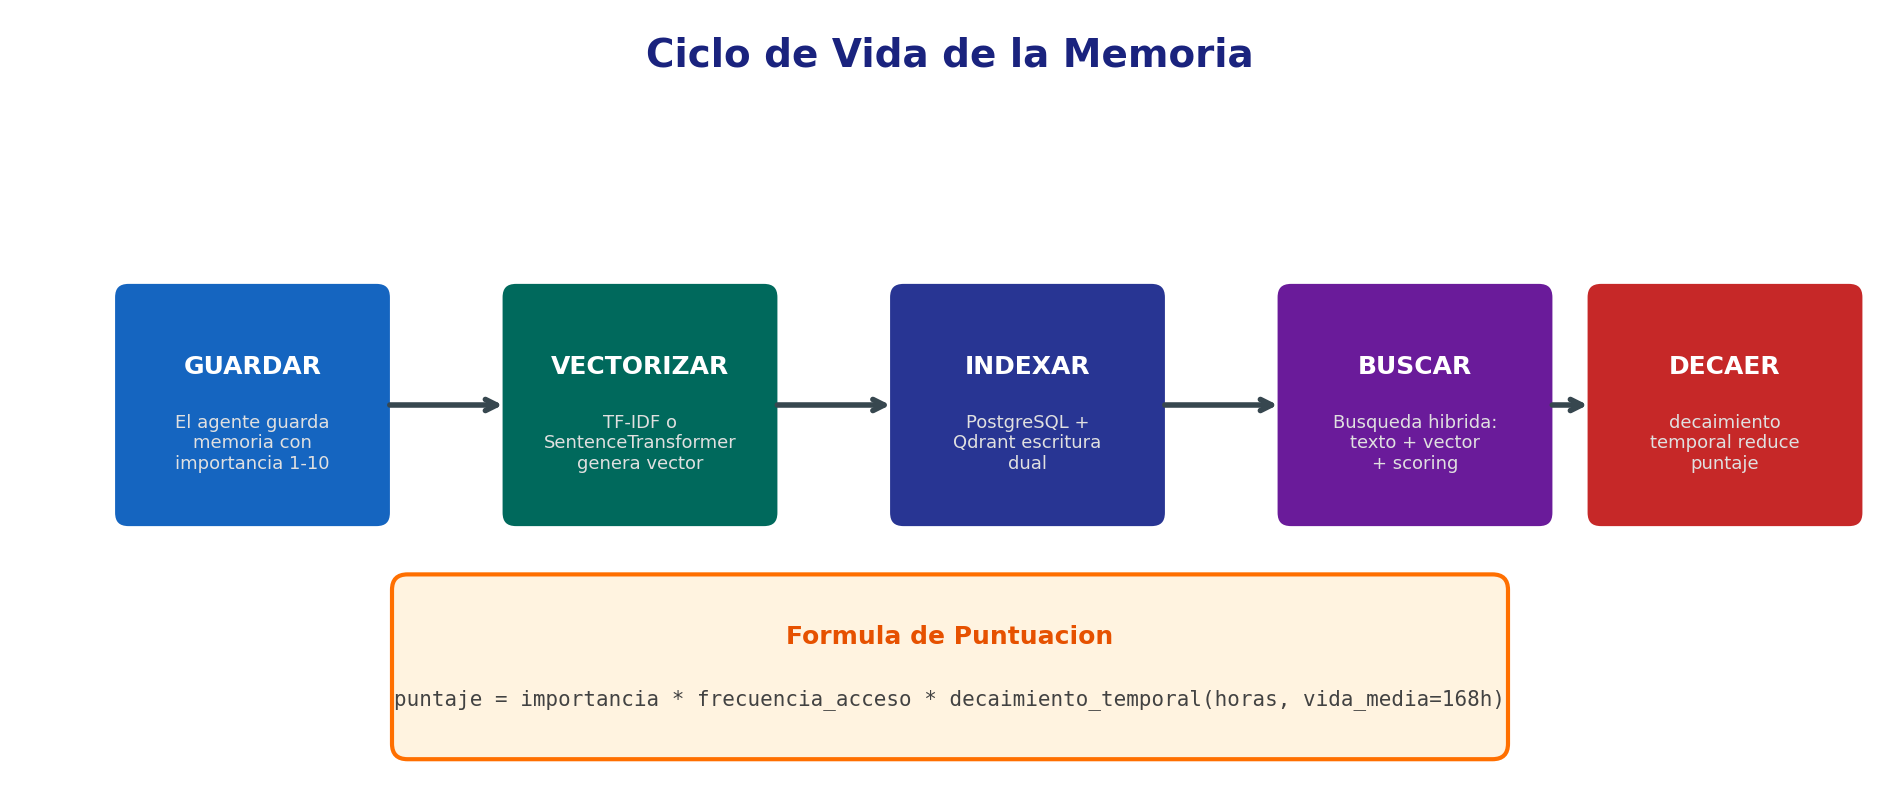 Ciclo de Vida de la Memoria
GUARDAR
El agente guarda
memoria con
importancia 1-10
VECTORIZAR
TF-IDF o
SentenceTransformer
genera vector
INDEXAR
PostgreSQL +
Qdrant escritura
dual
BUSCAR
Busqueda hibrida:
texto + vector
+ scoring
DECAER
decaimiento
temporal reduce
puntaje
Formula de Puntuacion
puntaje = importancia * frecuencia_acceso * decaimiento_temporal(horas, vida_media=168h)